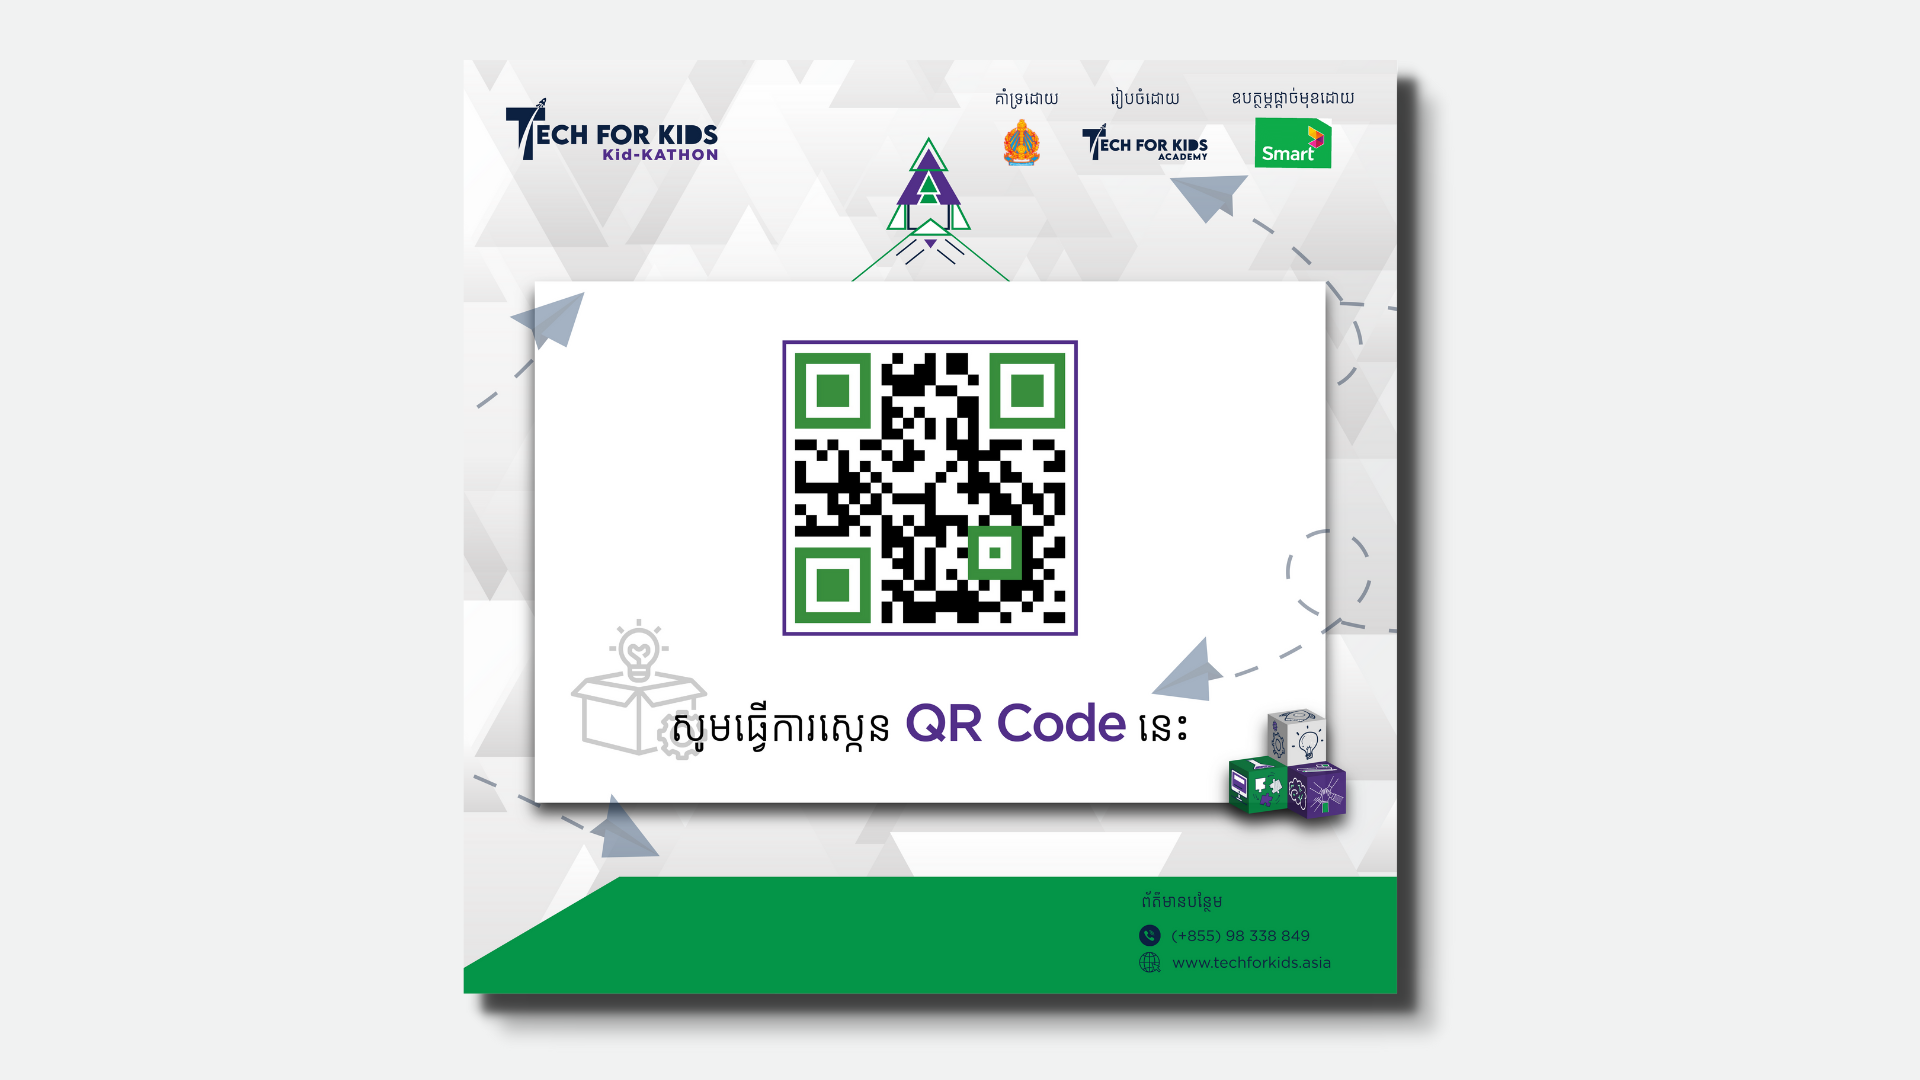 TECH FOR KIDS
Kid-KATHON
គាំទ្រដោយ
រៀបចំដោយ
TECH FOR KIDS
ACADEMY
ឧបត្ថម្ភផ្តាច់មុខដោយ
Smart
សូមធ្វើការស្កេន QR Code នេះ
ព័ត៌មានបន្ថែម
(+855) 98 338 849
www.techforkids.asia